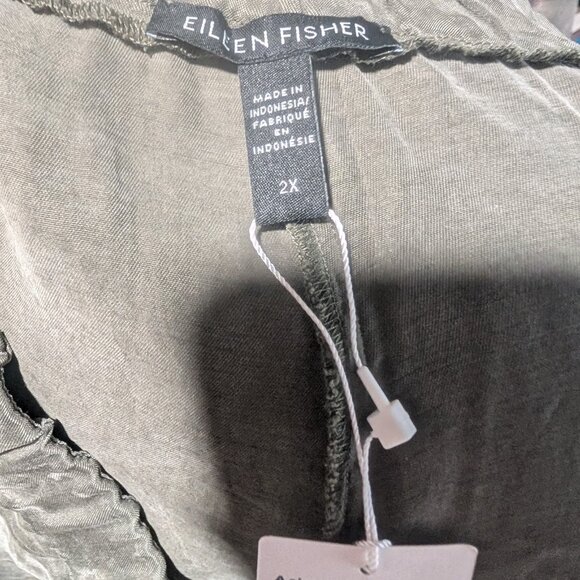 EILEEN FISHER
MADE IN
INDONESIA/
FABRIQUÉ
EN
INDONÉSIE
2X